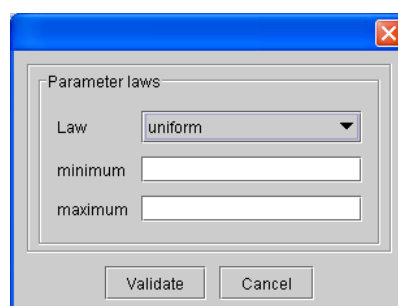 Parameter laws
Law uniform
minimum
maximum
Validate Cancel